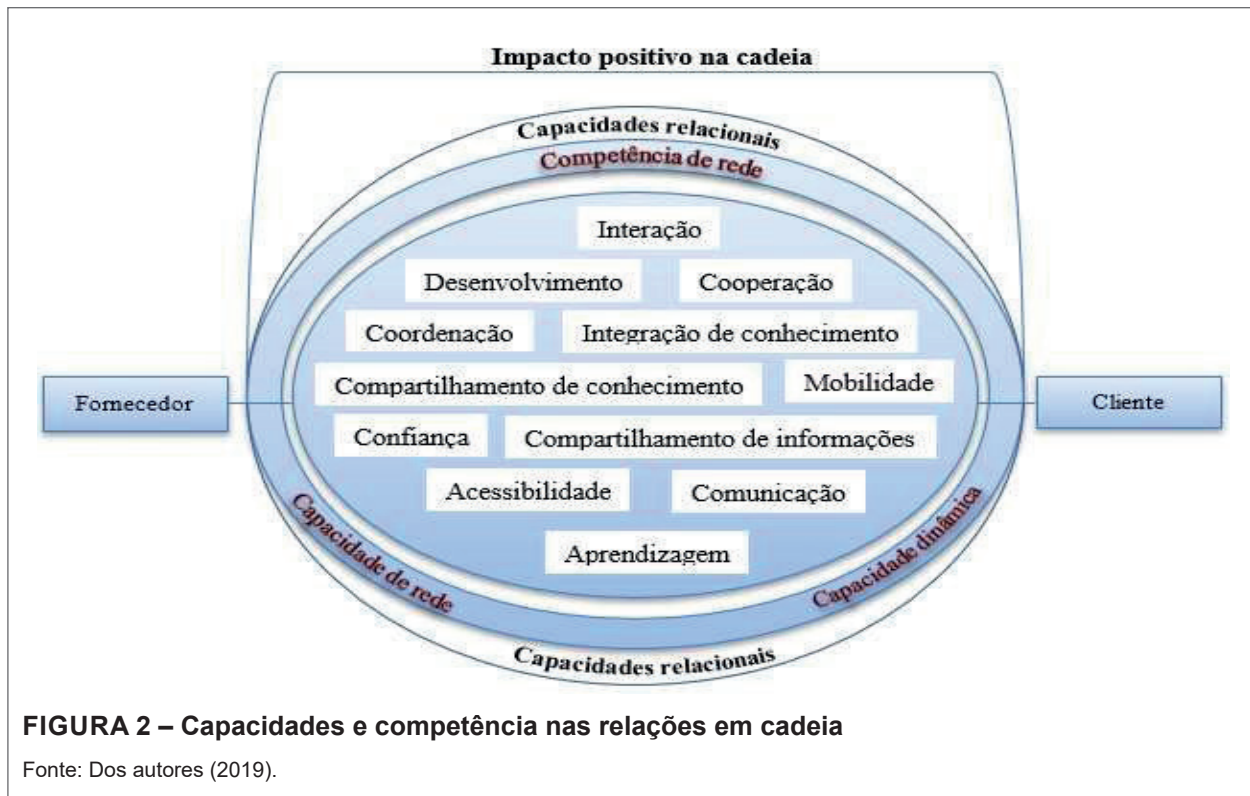 Impacto positivo na cadeia
Capacidades relacionais
Competência de rede
Interação
Desenvolvimento Cooperação
Coordenação Integração de conhecimento
Compartilhamento de conhecimento Mobilidade
Fornecedor Cliente
Confiança Compartilhamento de informações
Acessibilidade Comunicação
Aprendizagem
Capacidade de rede Capacidade dinâmica
Capacidades relacionais
FIGURA 2 – Capacidades e competência nas relações em cadeia
Fonte: Dos autores (2019).